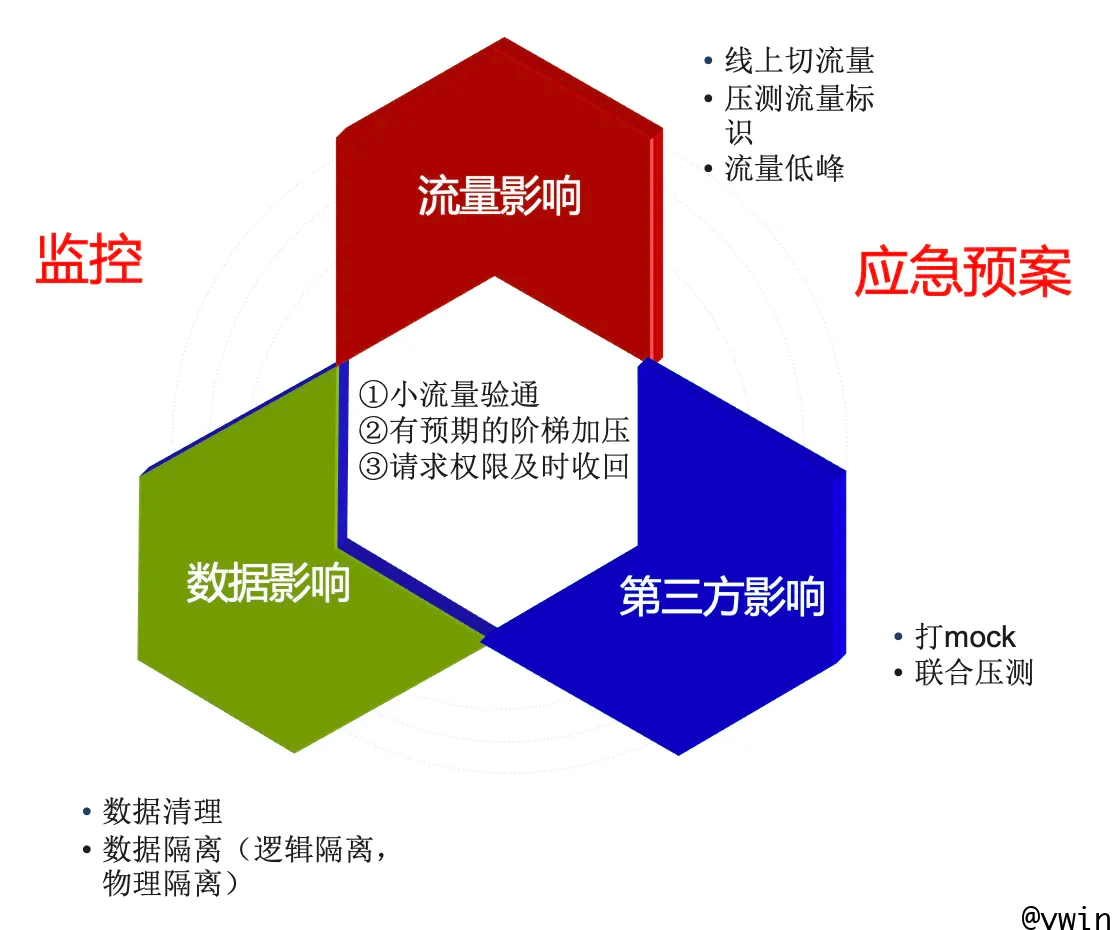 • 线上切流量
• 压测流量标
识
• 流量低峰
流量影响
监控
应急预案
①小流量验通
②有预期的阶梯加压
③请求权限及时收回
数据影响
第三方影响
• 打mock
• 联合压测
• 数据清理
• 数据隔离（逻辑隔离，
物理隔离）
@vwin